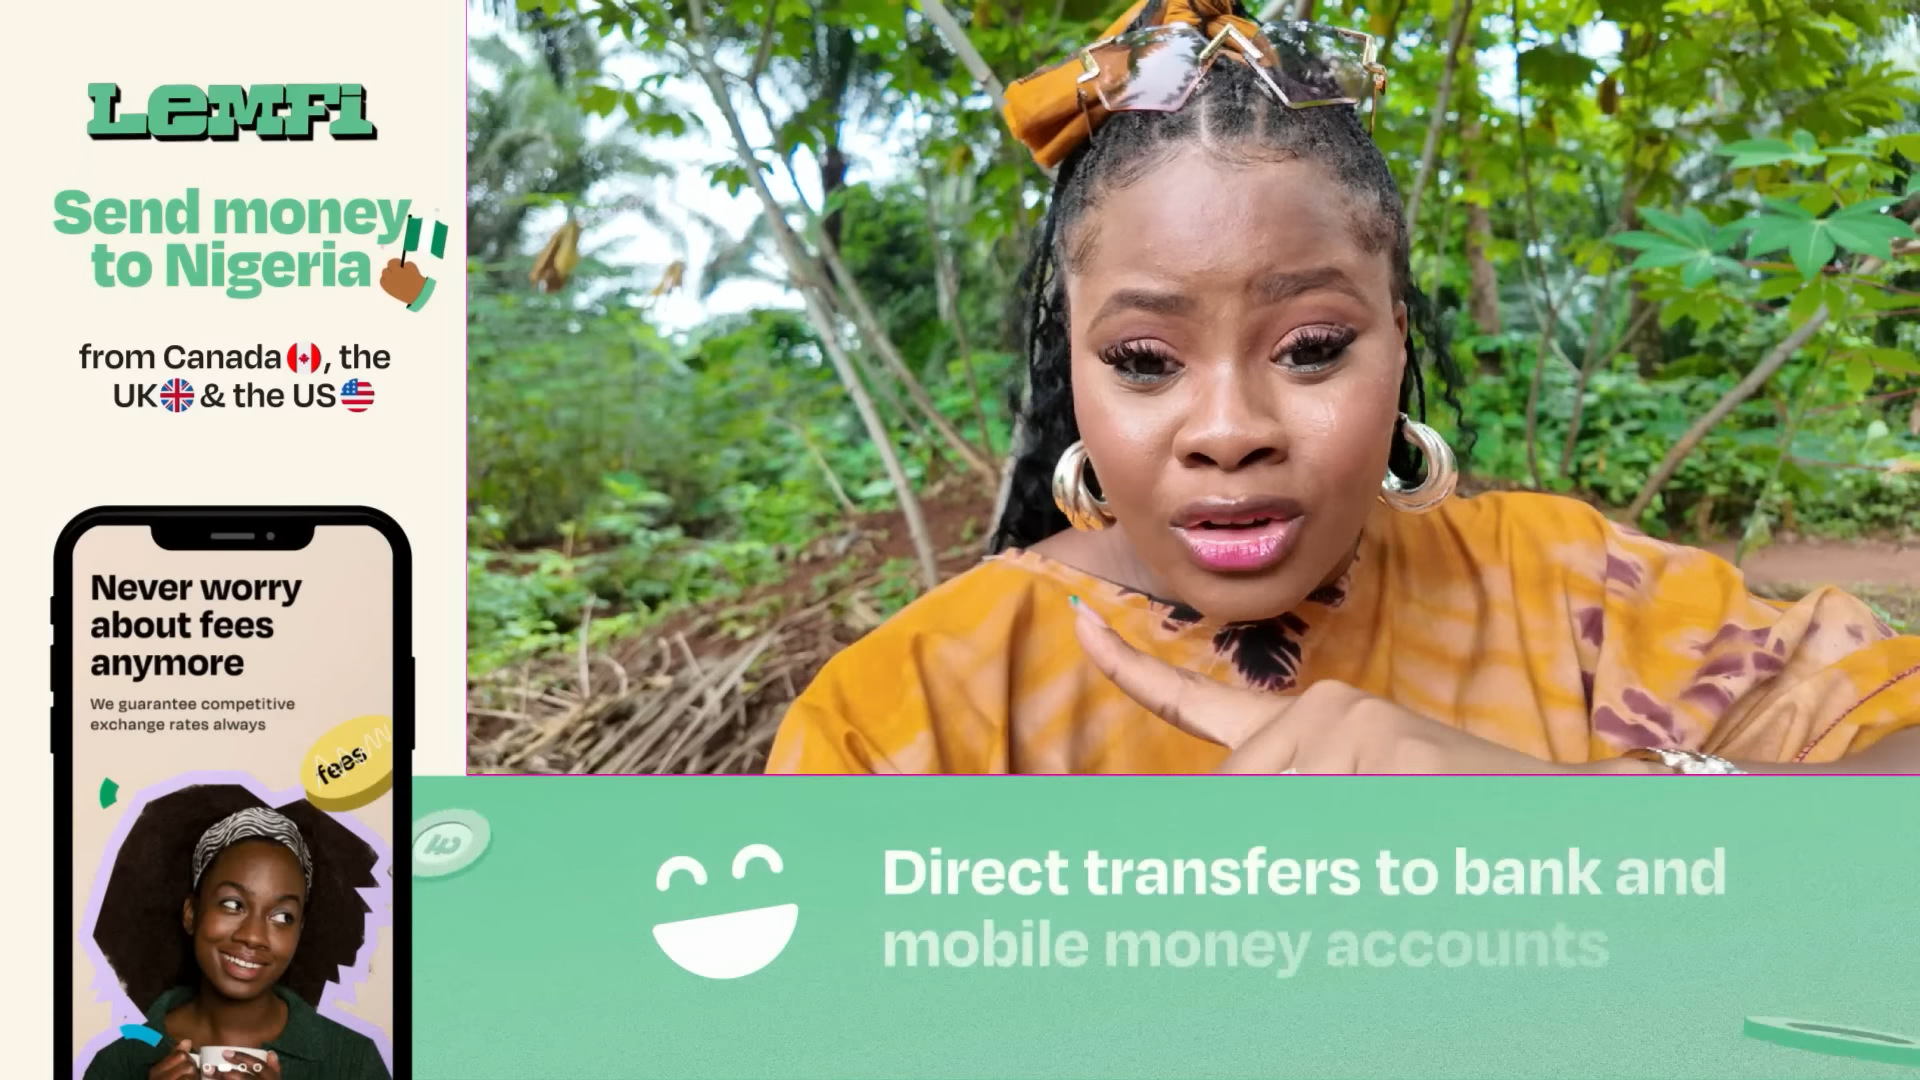 LeMFi
Send money
to Nigeria
from Canada, the
UK & the US
Never worry
about fees
anymore
We guarantee competitive
exchange rates always
fees
Direct transfers to bank and
mobile money accounts